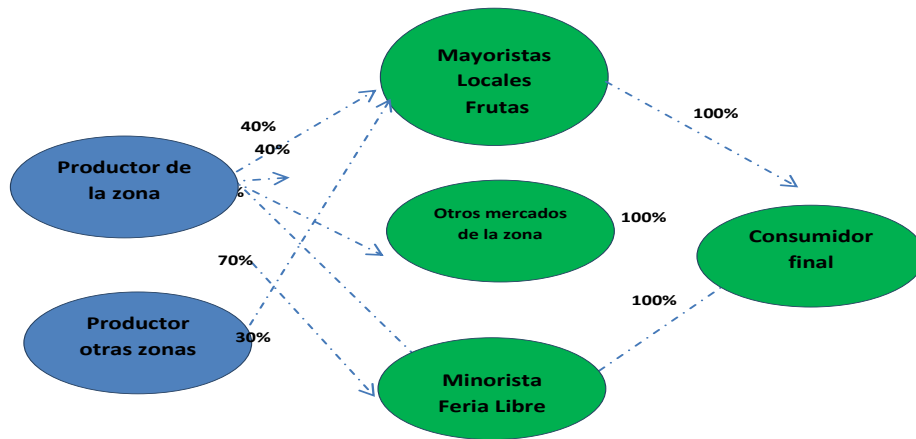 Mayoristas
Locales
Frutas
100%
40%
40%
Productor de
la zona
%
Otros mercados
de la zona
100%
Consumidor
final
70%
100%
Productor
otras zonas
30%
Minorista
Feria Libre